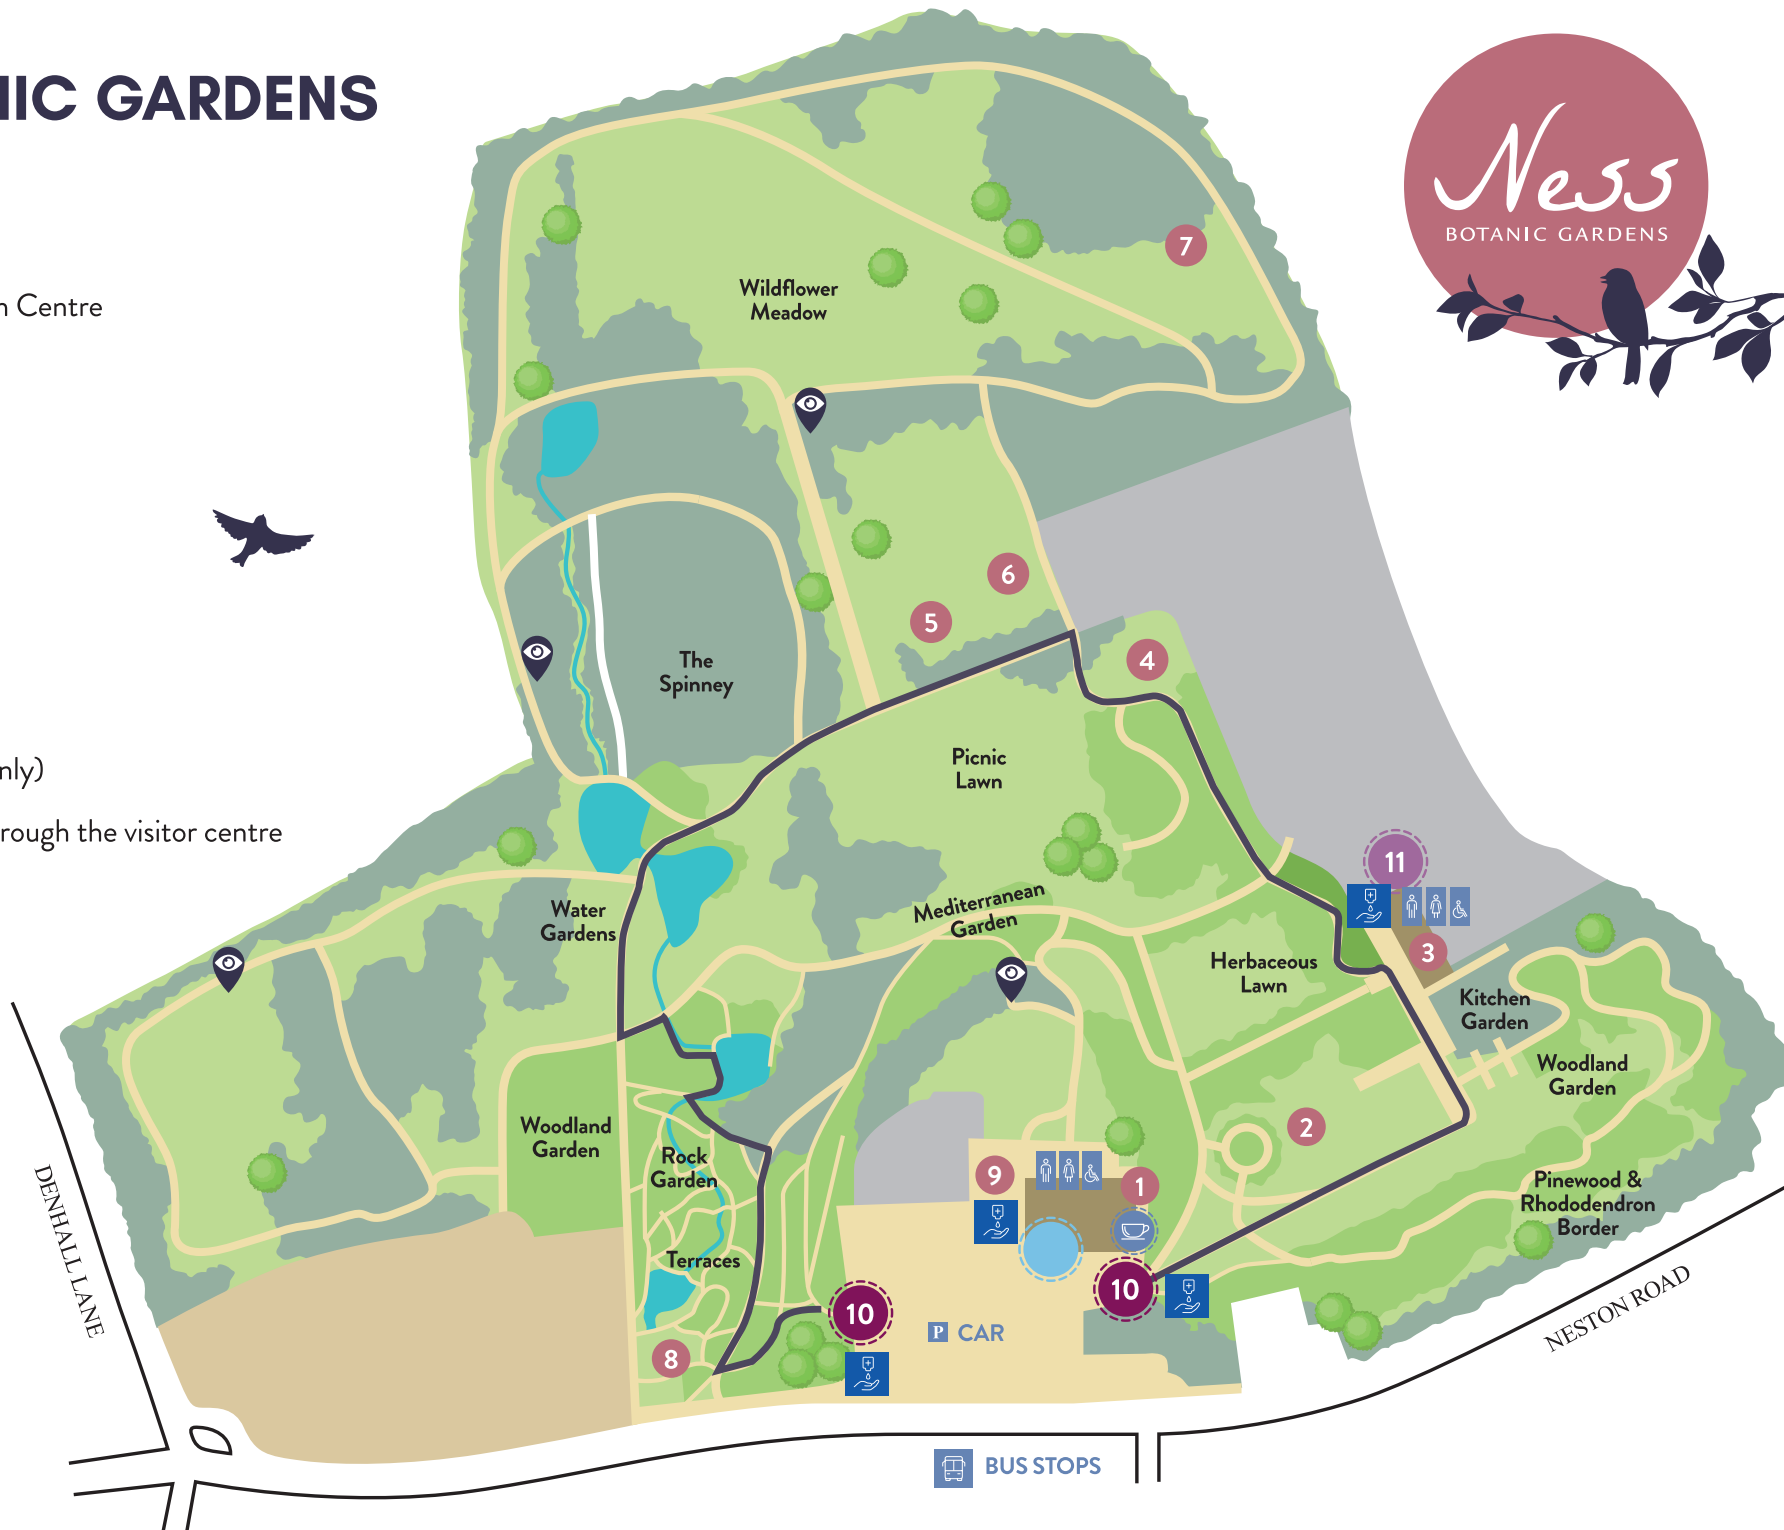 NIC GARDENS
Ness
BOTANIC GARDENS
7
Wildflower
Meadow
n Centre
6
5
4
The
Spinney
Picnic
Lawn
nly)
rough the visitor centre
11
Mediterranean
Garden
Water
Gardens
Herbaceous
Lawn
3
Kitchen
Garden
Woodland
Garden
Woodland
Garden
2
Rock
Garden
9
1
Pinewood &
Rhododendron
Border
DENHALL LANE
Terraces
10
10
NESTON ROAD
P CAR
8
BUS STOPS